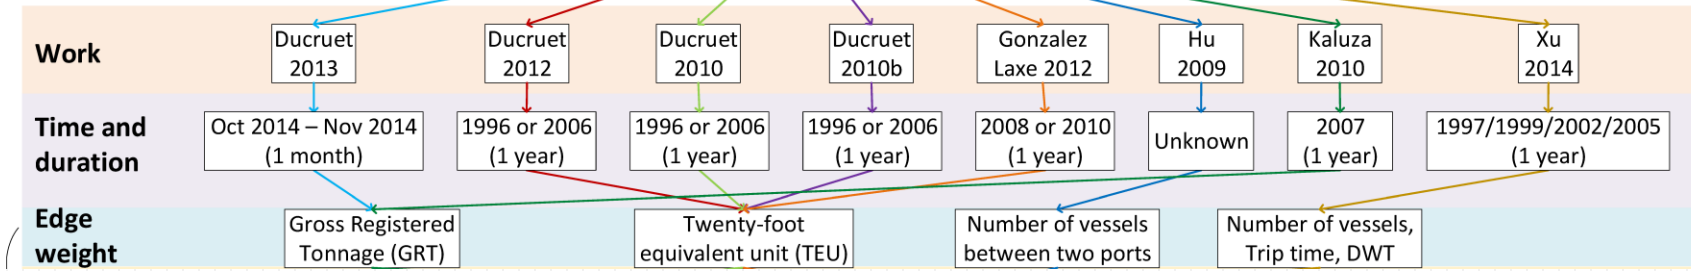 Work
Ducruet
2013
Ducruet
2012
Ducruet
2010
Ducruet
2010b
Gonzalez
Laxe 2012
Hu
2009
Kaluza
2010
Xu
2014
Time and
duration
Oct 2014 – Nov 2014
(1 month)
1996 or 2006
(1 year)
1996 or 2006
(1 year)
1996 or 2006
(1 year)
2008 or 2010
(1 year)
Unknown
2007
(1 year)
1997/1999/2002/2005
(1 year)
Edge
weight
Gross Registered
Tonnage (GRT)
Twenty-foot
equivalent unit (TEU)
Number of vessels
between two ports
Number of vessels,
Trip time, DWT